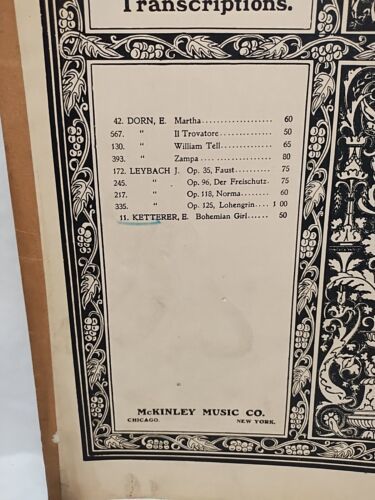 Transcriptions.
42. DORN, E. Martha .................... 60
567. " Il Trovatore .............. 50
130. " William Tell .............. 65
393. " Zampa .................... 80
172. LEYBACH J. Op. 35, Faust ........ 75
245. " Op. 96, Der Freischutz. 75
217. " Op. 118, Norma ........ 60
335. " Op. 125, Lohengrin .... 1 00
11. KETTERER, E. Bohemian Girl ...... 50
McKINLEY MUSIC CO.
CHICAGO. NEW YORK.